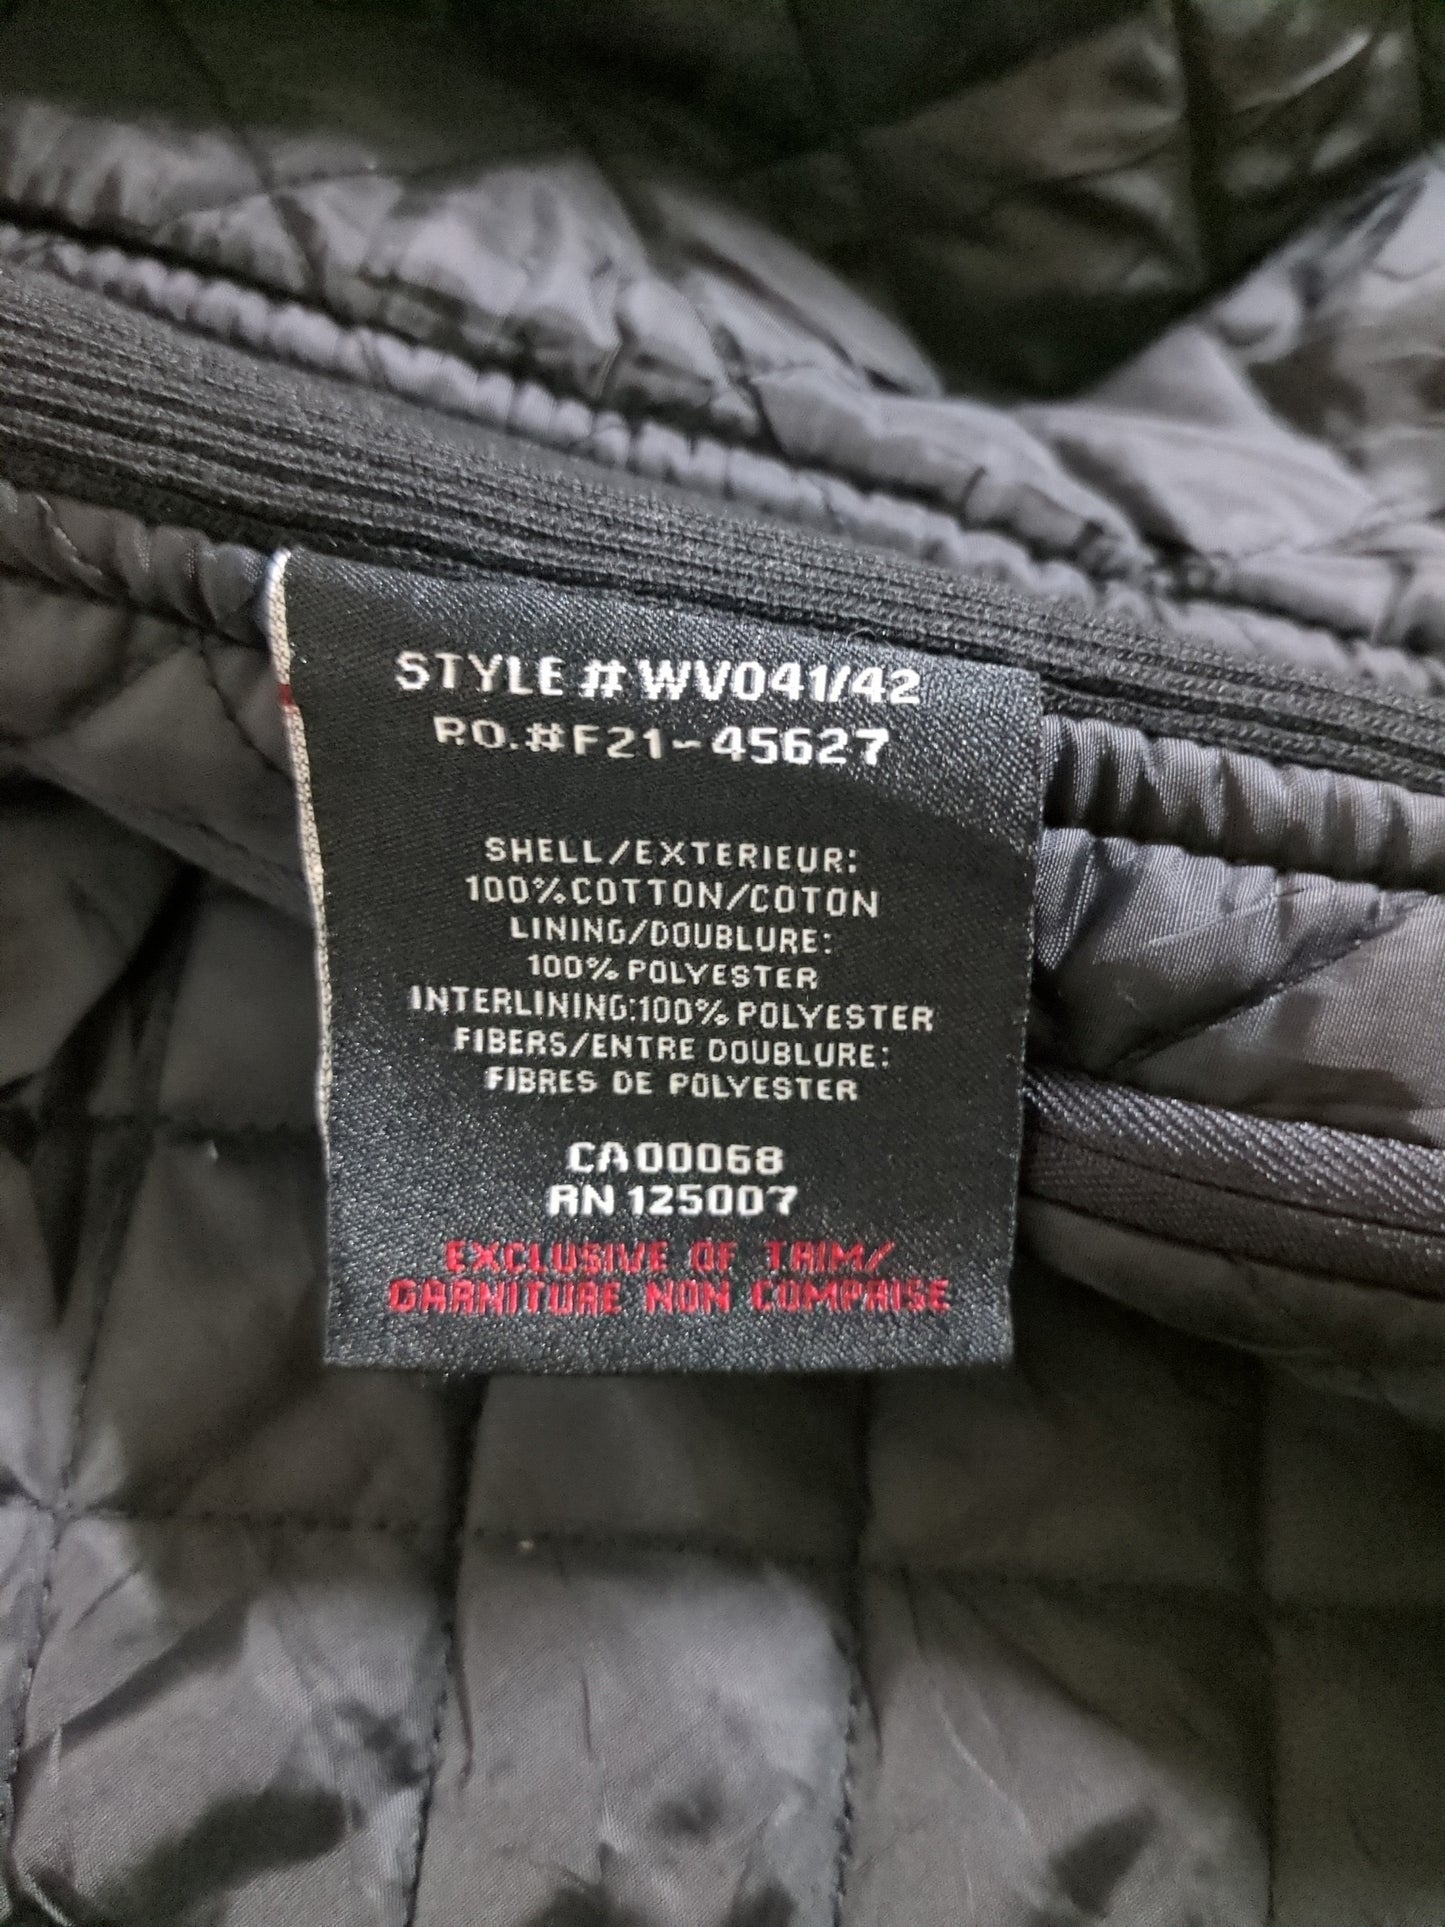 STYLE # WV041/42
P.O.#F21-45627
SHELL/EXTERIEUR:
100%COTTON/COTON
LINING/DOUBLURE:
100% POLYESTER
INTERLINING:100% POLYESTER
FIBERS/ENTRE DOUBLURE:
FIBRES DE POLYESTER
CA00068
RN 125007
EXCLUSIVE OF TRIM/
GARNITURE NON COMPRISE